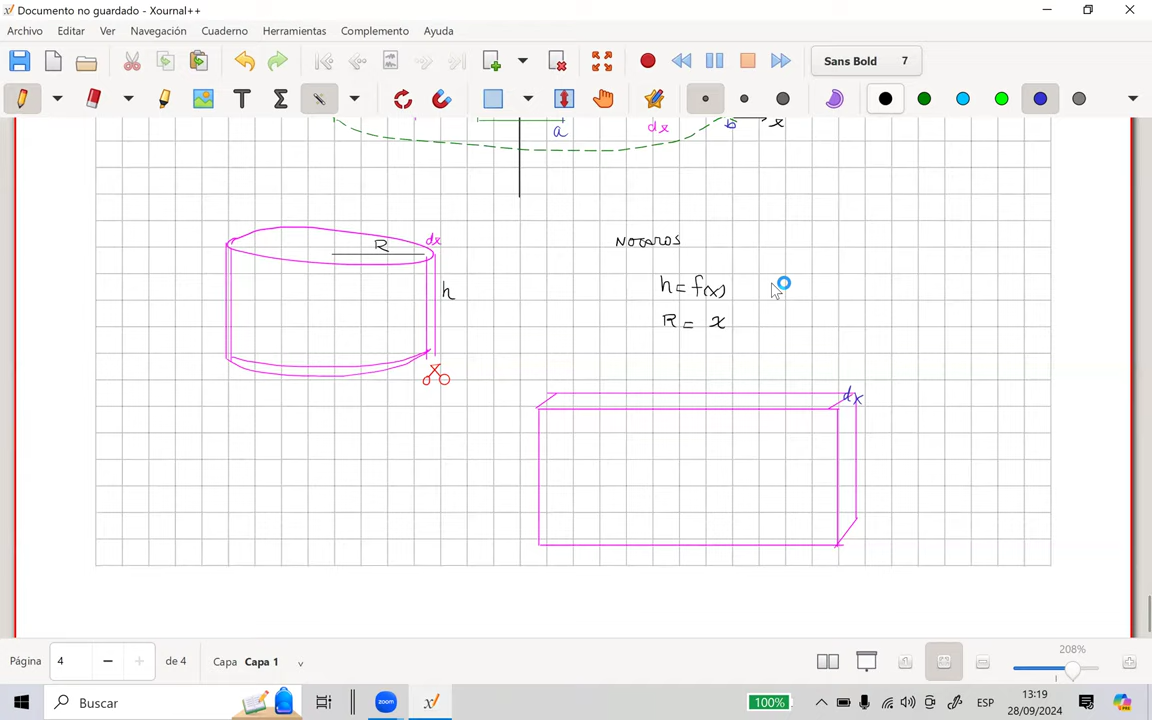 Documento no guardado - Xournal++
Archivo Editar Ver Navegación Cuaderno Herramientas Complemento Ayuda
Sans Bold 7
a dx b x
R dx
h
h = f(x)
R = x
dx
208%
Página 4 de 4 Capa Capa 1
Buscar zoom 100% ESP 13:19
28/09/2024